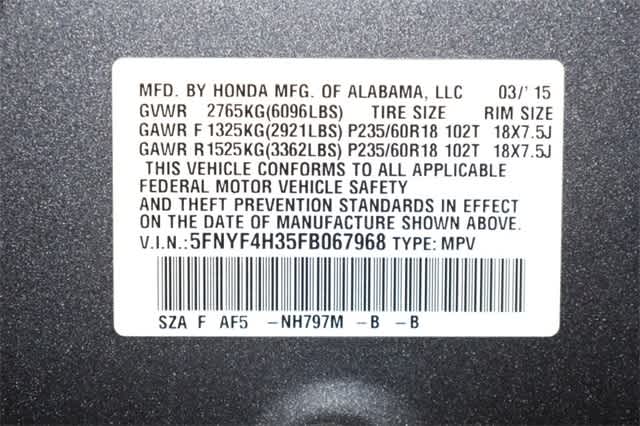 MFD. BY HONDA MFG. OF ALABAMA, LLC 03/'15
GVWR 2765KG(6096LBS) TIRE SIZE RIM SIZE
GAWR F 1325KG(2921LBS) P235/60R18 102T 18X7.5J
GAWR R1525KG(3362LBS) P235/60R18 102T 18X7.5J
THIS VEHICLE CONFORMS TO ALL APPLICABLE
FEDERAL MOTOR VEHICLE SAFETY
AND THEFT PREVENTION STANDARDS IN EFFECT
ON THE DATE OF MANUFACTURE SHOWN ABOVE.
V.I.N.:5FNYF4H35FB067968 TYPE: MPV
SZA F AF5 -NH797M -B -B